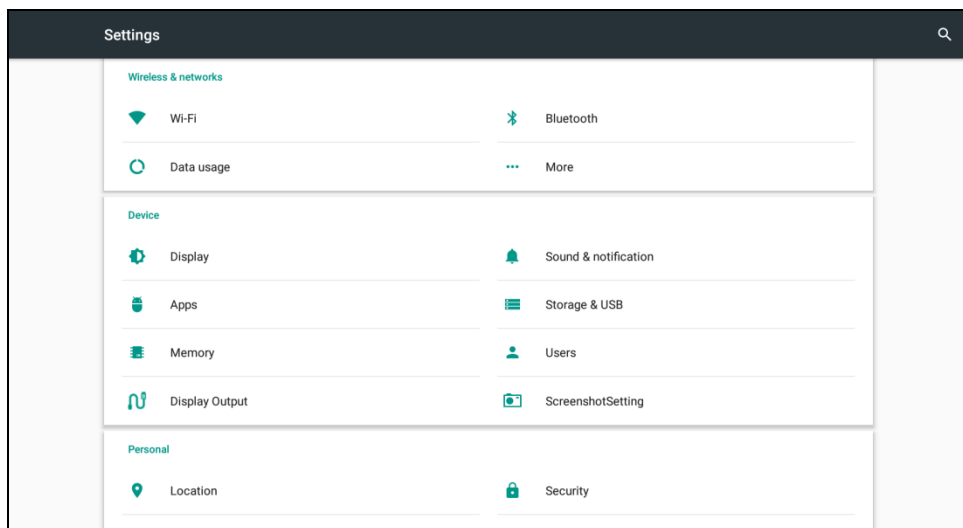 Settings
Wireless & networks
Wi-Fi
Bluetooth
Data usage
More
Device
Display
Sound & notification
Apps
Storage & USB
Memory
Users
Display Output
ScreenshotSetting
Personal
Location
Security